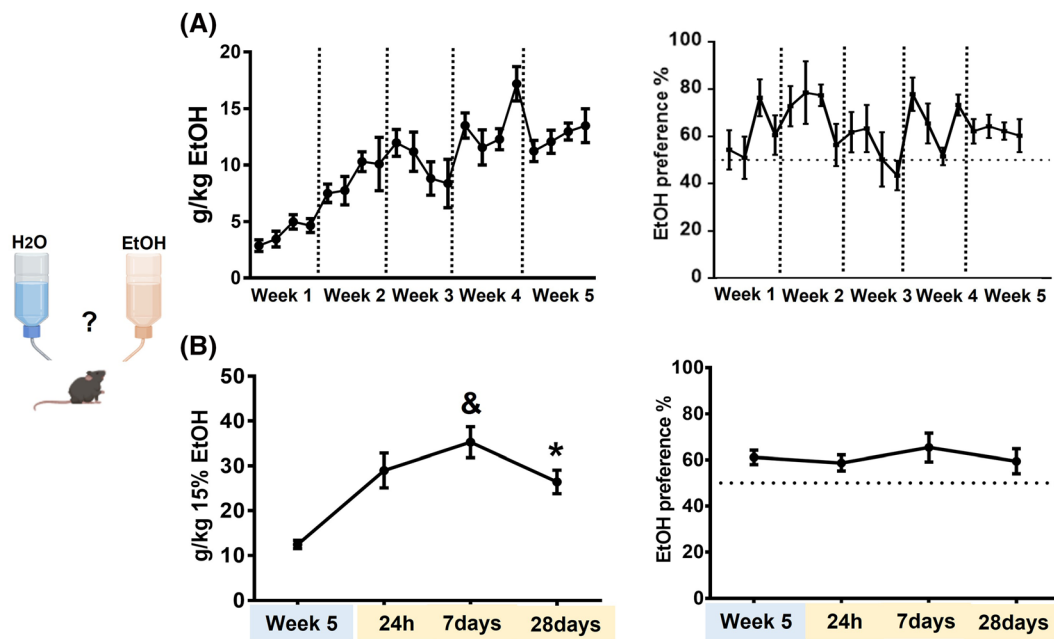 (A)
g/kg EtOH
20
15
10
5
0
Week 1 Week 2 Week 3 Week 4 Week 5
EtOH preference %
100
80
60
40
20
0
Week 1 Week 2 Week 3 Week 4 Week 5
H2O EtOH
?
(B)
g/kg 15% EtOH
50
40
30
20
10
0
&
*
Week 5 24h 7days 28days
EtOH preference %
100
80
60
40
20
0
Week 5 24h 7days 28days